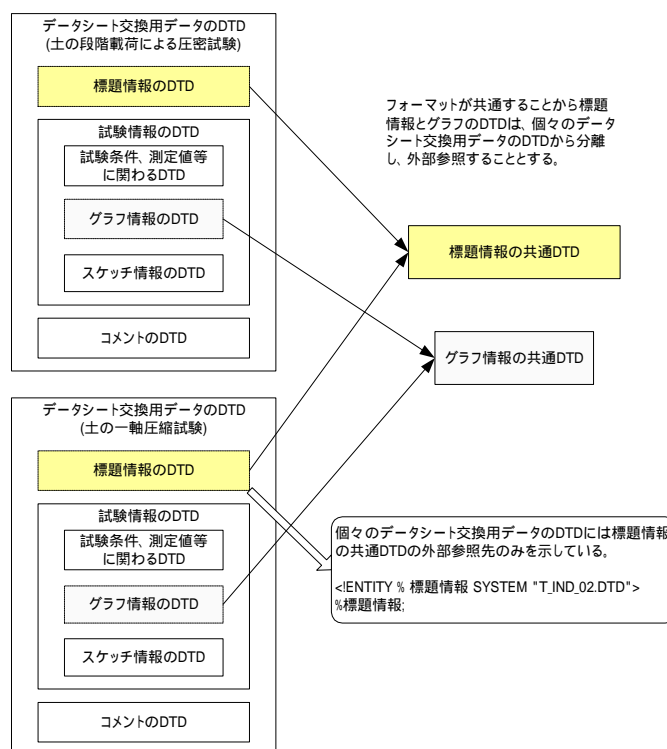 データシート交換用データのDTD
(土の段階載荷による圧密試験)
標題情報のDTD
試験情報のDTD
試験条件、測定値等
に関わるDTD
グラフ情報のDTD
スケッチ情報のDTD
コメントのDTD
フォーマットが共通することから標題
情報とグラフのDTDは、個々のデータ
シート交換用データのDTDから分離
し、外部参照することとする。
標題情報の共通DTD
グラフ情報の共通DTD
データシート交換用データのDTD
(土の一軸圧縮試験)
標題情報のDTD
試験情報のDTD
試験条件、測定値等
に関わるDTD
グラフ情報のDTD
スケッチ情報のDTD
コメントのDTD
個々のデータシート交換用データのDTDには標題情報
の共通DTDの外部参照先のみを示している。
<!ENTITY % 標題情報 SYSTEM "T_IND_02.DTD">
%標題情報;